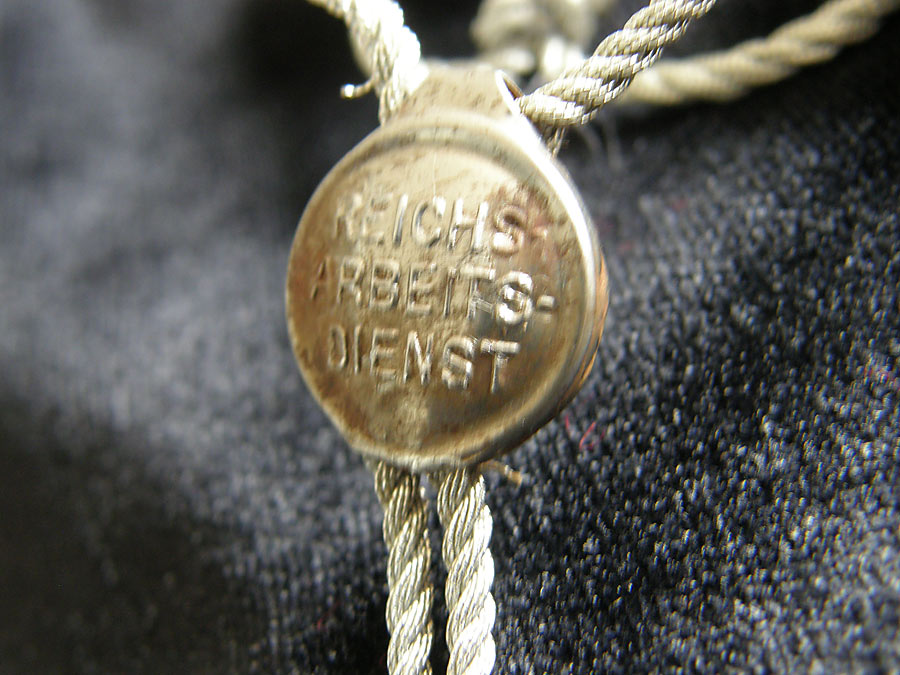 REICHS-
ARBEITS-
DIENST